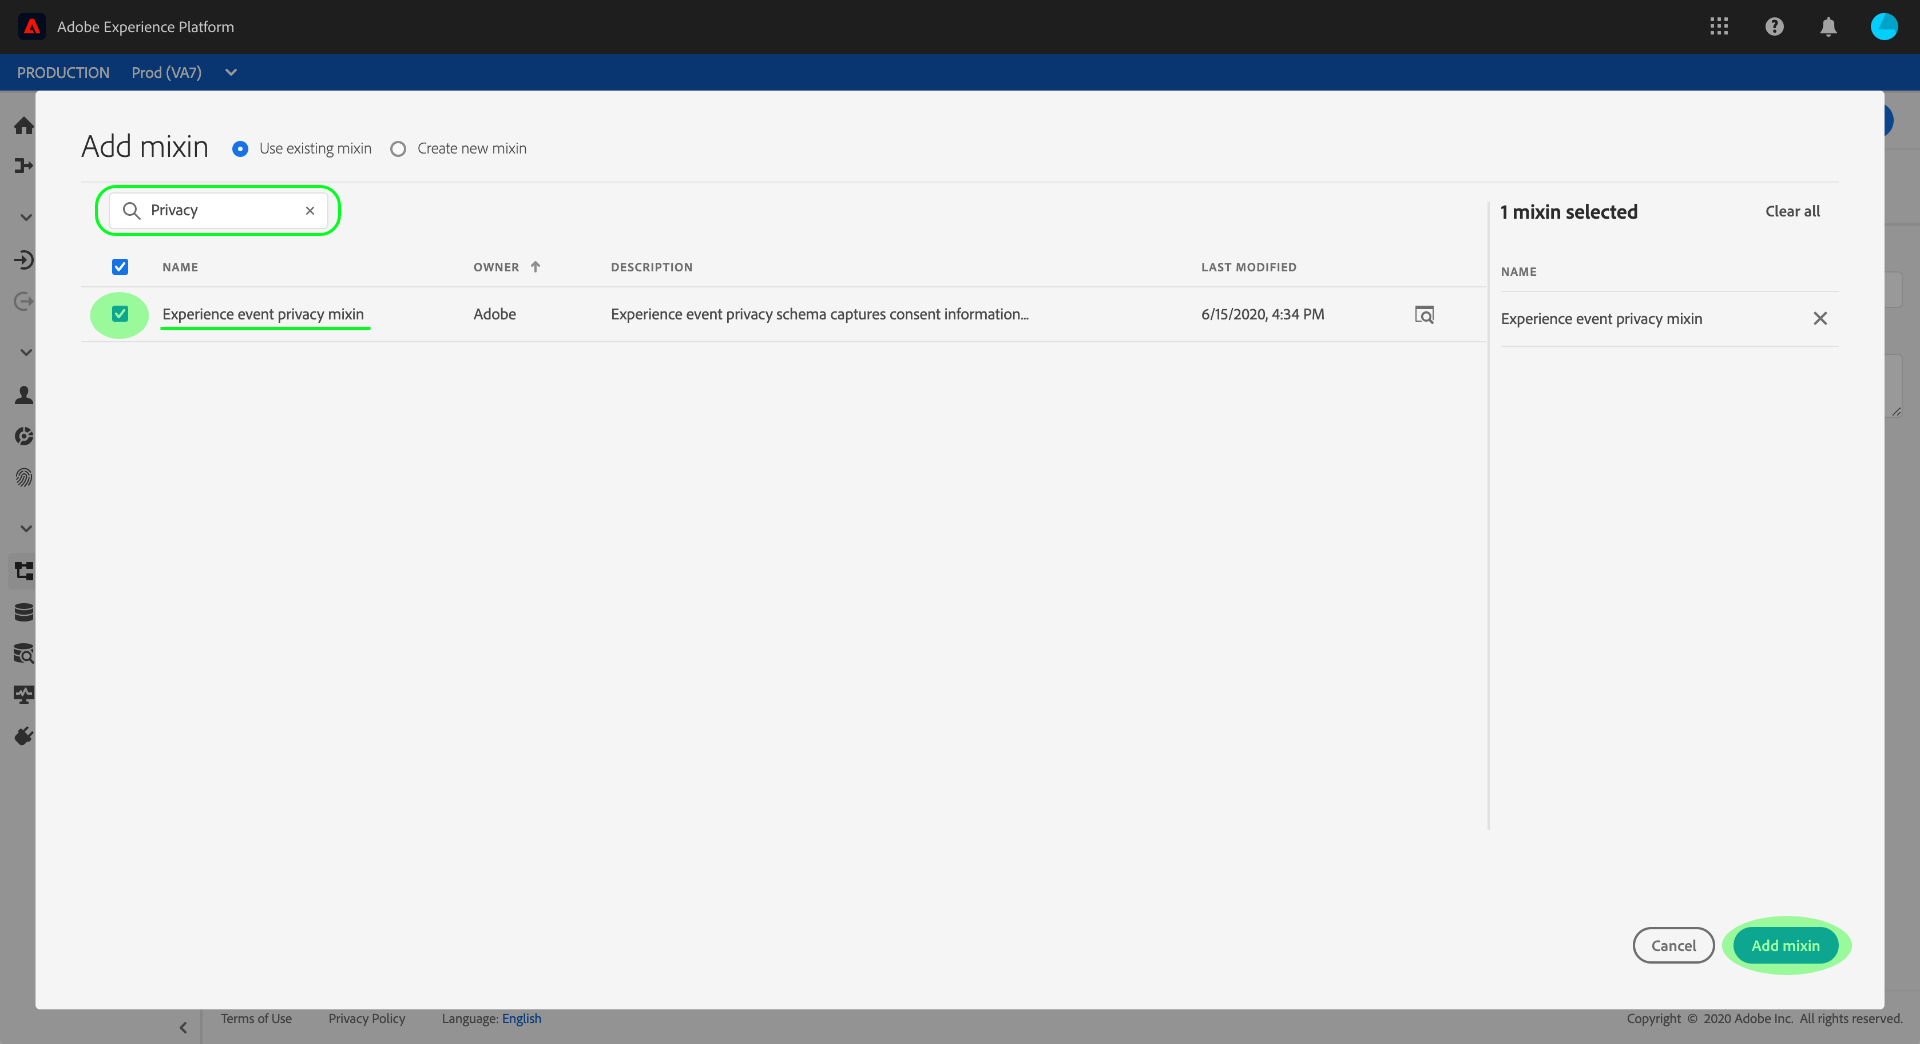 Adobe Experience Platform
PRODUCTION Prod (VA7)
Add mixin Use existing mixin Create new mixin
Privacy
1 mixin selected Clear all
NAME OWNER DESCRIPTION LAST MODIFIED
NAME
Experience event privacy mixin Adobe Experience event privacy schema captures consent information... 6/15/2020, 4:34 PM
Experience event privacy mixin
Cancel Add mixin
Terms of Use Privacy Policy Language: English Copyright © 2020 Adobe Inc. All rights reserved.